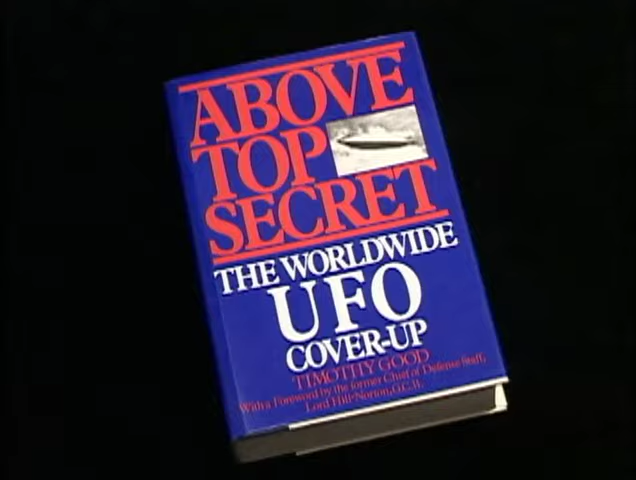 ABOVE
TOP
SECRET
THE WORLDWIDE
UFO
COVER-UP
TIMOTHY GOOD
With a Foreword by the former Chief of Defense Staff,
Lord Hill-Norton, G.C.B.